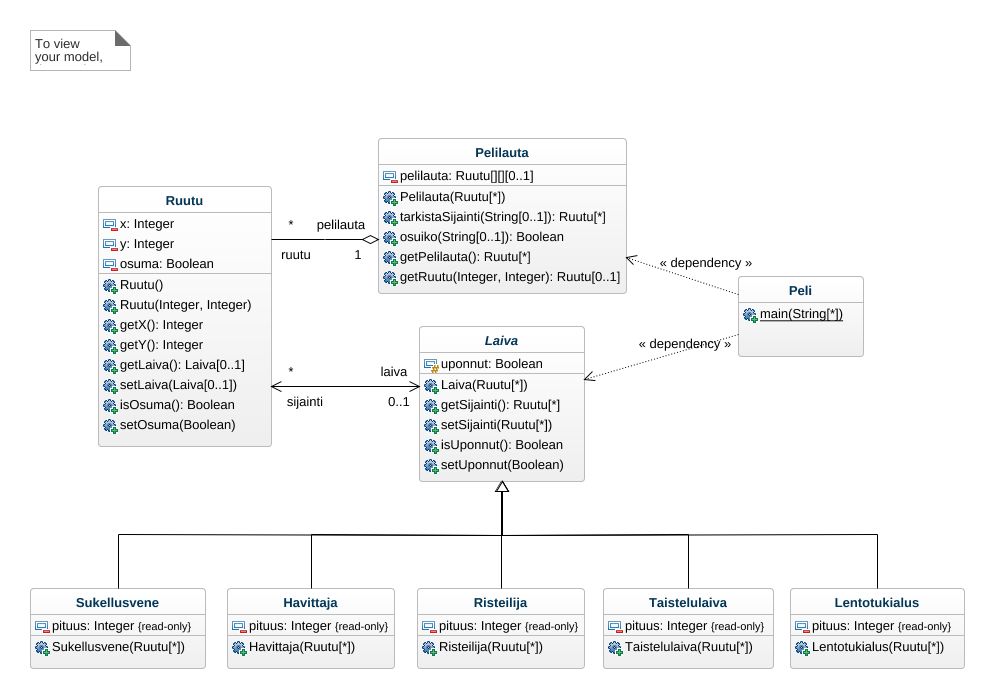 To view
your model,
Pelilauta
pelilauta: Ruutu[][][0..1]
Pelilauta(Ruutu[*])
tarkistaSijainti(String[0..1]): Ruutu[*]
osuiko(String[0..1]): Boolean
getPelilauta(): Ruutu[*]
getRuutu(Integer, Integer): Ruutu[0..1]
Ruutu
x: Integer
y: Integer
osuma: Boolean
Ruutu()
Ruutu(Integer, Integer)
getX(): Integer
getY(): Integer
getLaiva(): Laiva[0..1]
setLaiva(Laiva[0..1])
isOsuma(): Boolean
setOsuma(Boolean)
* pelilauta
ruutu 1
« dependency »
Peli
main(String[*])
« dependency »
Laiva
uponnut: Boolean
Laiva(Ruutu[*])
getSijainti(): Ruutu[*]
setSijainti(Ruutu[*])
isUponnut(): Boolean
setUponnut(Boolean)
* laiva
sijainti 0..1
Sukellusvene
pituus: Integer {read-only}
Sukellusvene(Ruutu[*])
Havittaja
pituus: Integer {read-only}
Havittaja(Ruutu[*])
Risteilija
pituus: Integer {read-only}
Risteilija(Ruutu[*])
Taistelulaiva
pituus: Integer {read-only}
Taistelulaiva(Ruutu[*])
Lentotukialus
pituus: Integer {read-only}
Lentotukialus(Ruutu[*])